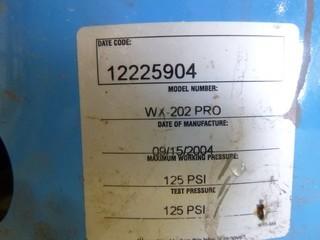 DATE CODE:
12225904
MODEL NUMBER:
WX-202 PRO
DATE OF MANUFACTURE:
09/15/2004
MAXIMUM WORKING PRESSURE:
125 PSI
TEST PRESSURE
125 PSI